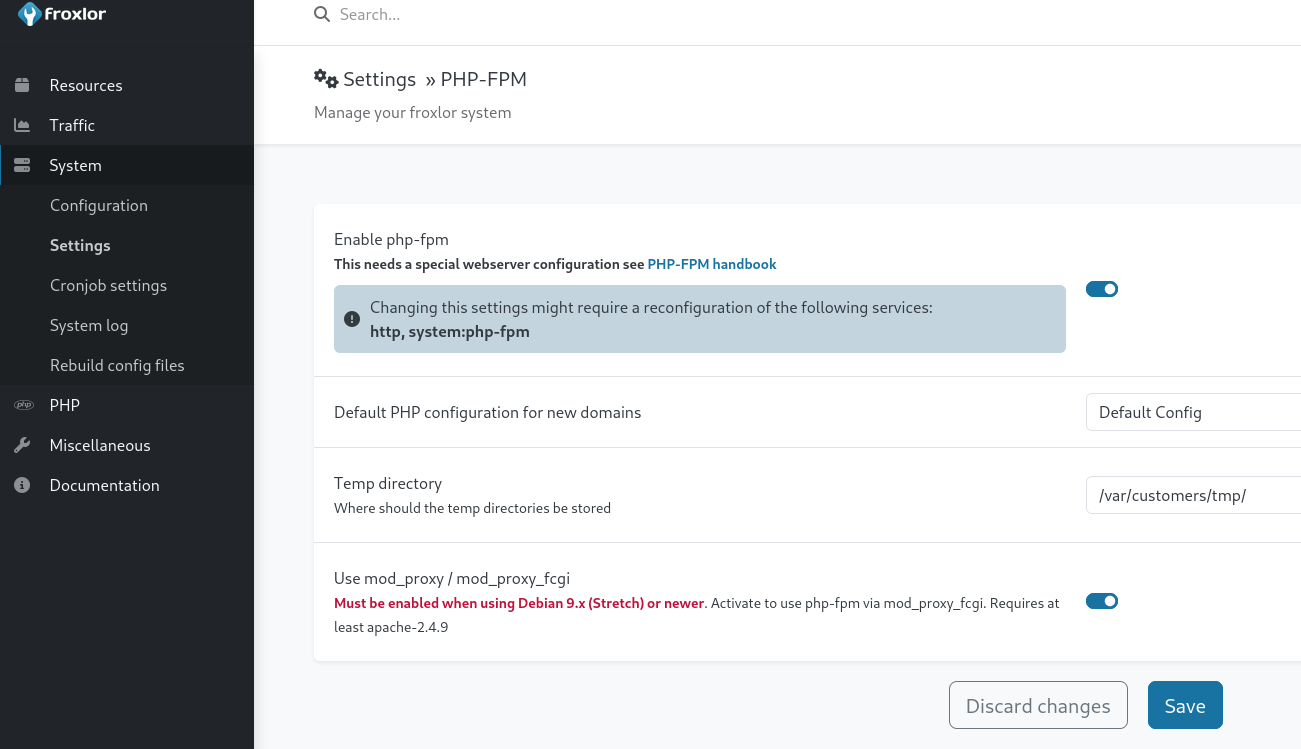 froxlor
Search...
Resources
Traffic
System
Configuration
Settings
Cronjob settings
System log
Rebuild config files
php PHP
Miscellaneous
Documentation
Settings » PHP-FPM
Manage your froxlor system
Enable php-fpm
This needs a special webserver configuration see PHP-FPM handbook
Changing this settings might require a reconfiguration of the following services:
http, system:php-fpm
Default PHP configuration for new domains
Default Config
Temp directory
Where should the temp directories be stored
/var/customers/tmp/
Use mod_proxy / mod_proxy_fcgi
Must be enabled when using Debian 9.x (Stretch) or newer. Activate to use php-fpm via mod_proxy_fcgi. Requires at
least apache-2.4.9
Discard changes
Save